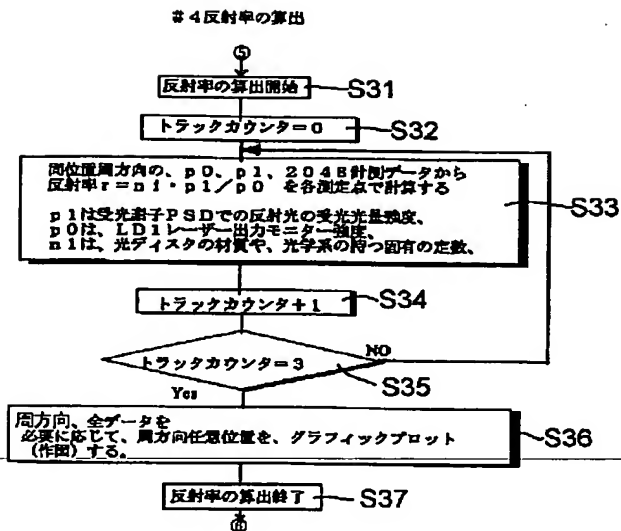 #4反射率の算出
⑤
反射率の算出開始 S31
トラックカウンター=0 S32
同位置周方向の、p0、p1、2048計測データから
反射率r=n1・p1/p0 を各測定点で計算する
p1は受光素子PSDでの反射光の受光光量強度、
p0は、LD1レーザー出力モニター強度、
n1は、光ディスクの材質や、光学系の持つ固有の定数、
S33
トラックカウンタ+1 S34
トラックカウンター=3 NO
S35
Yes
周方向、全データを
必要に応じて、周方向任意位置を、グラフィックプロット
(作図)する。
S36
反射率の算出終了 S37
⑥